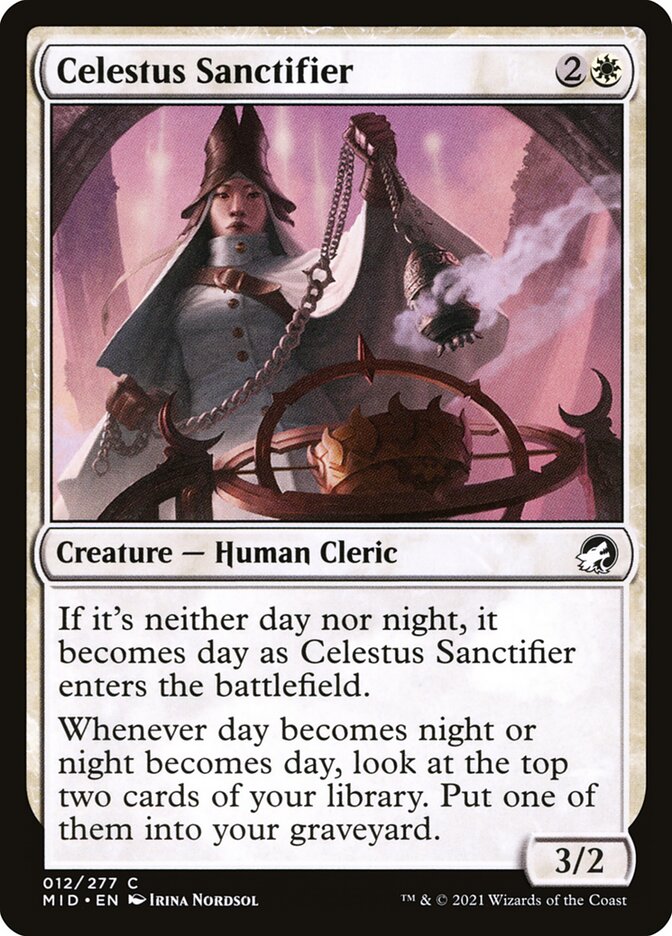 Celestus Sanctifier 2
Creature — Human Cleric
If it's neither day nor night, it
becomes day as Celestus Sanctifier
enters the battlefield.
Whenever day becomes night or
night becomes day, look at the top
two cards of your library. Put one of
them into your graveyard.
3/2
012/277 C
MID • EN Irina Nordsol
™ & © 2021 Wizards of the Coast